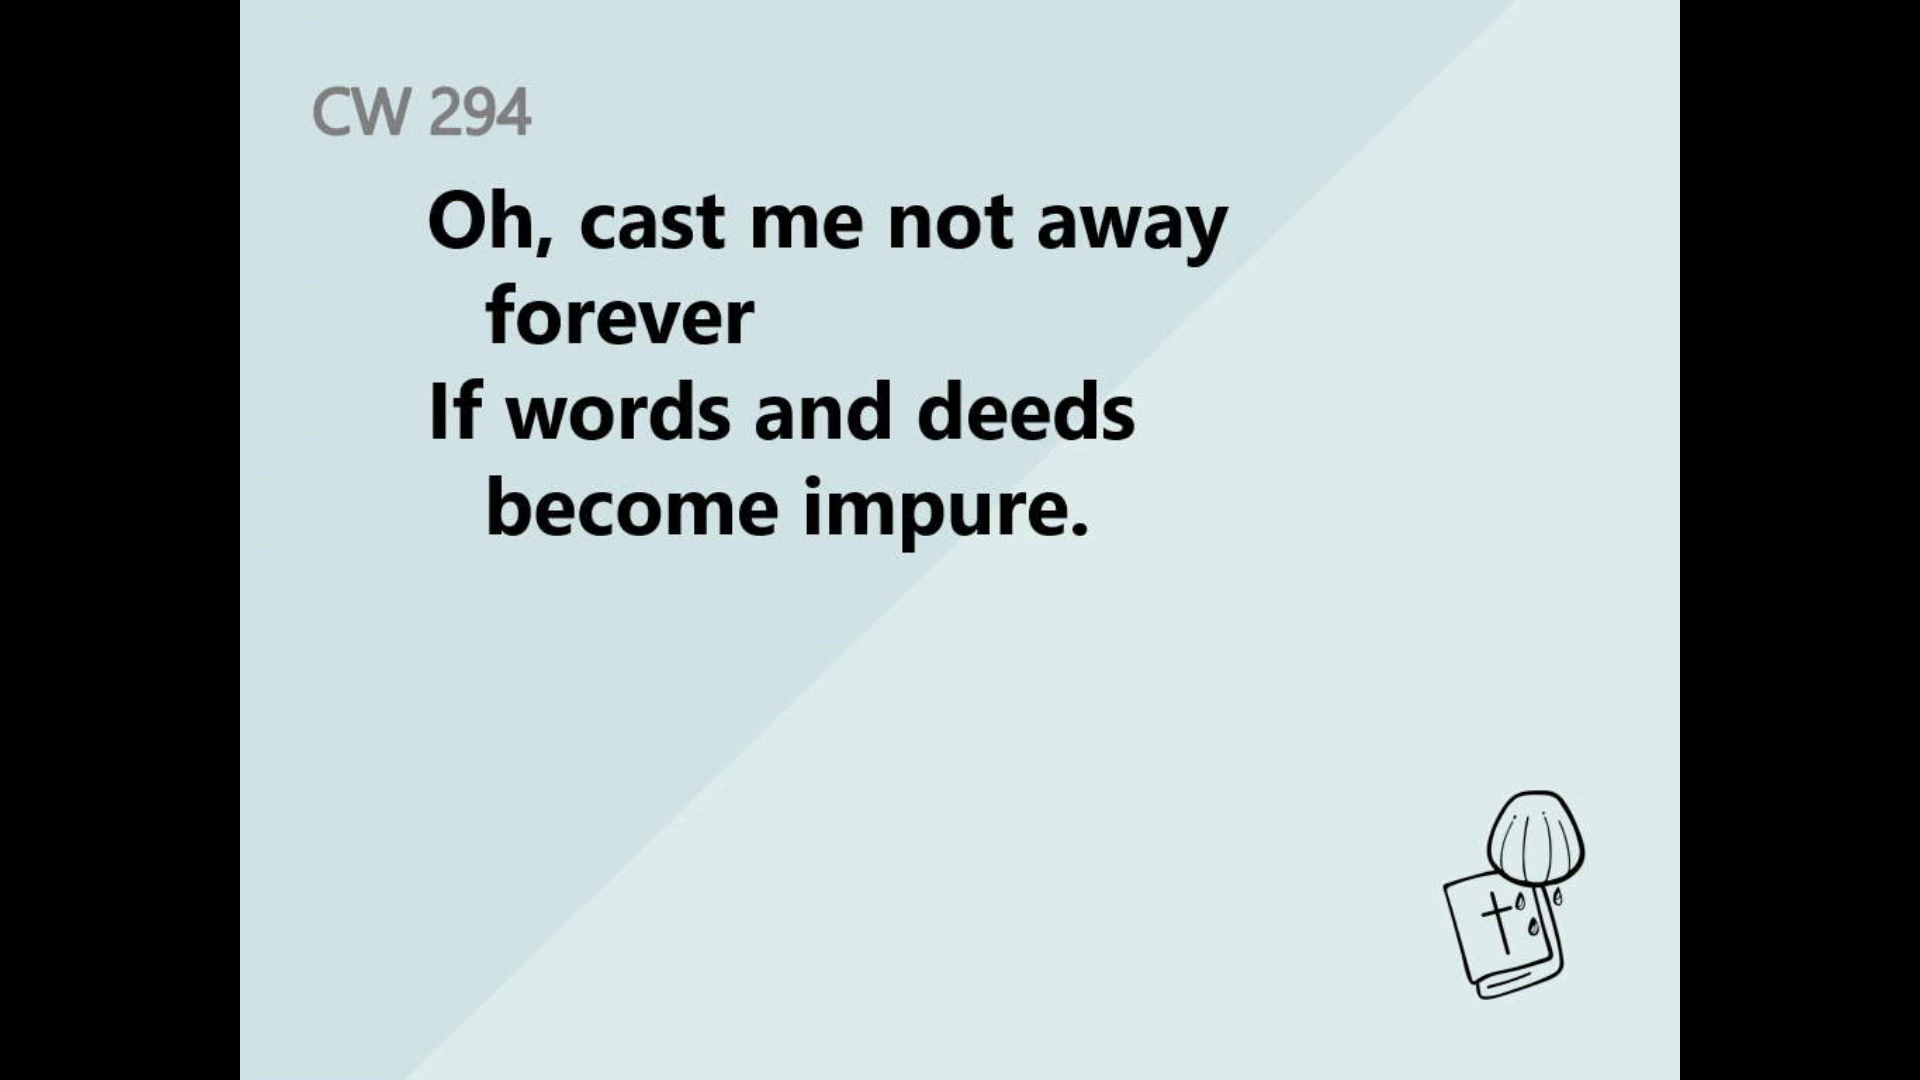 CW 294
Oh, cast me not away
forever
If words and deeds
become impure.